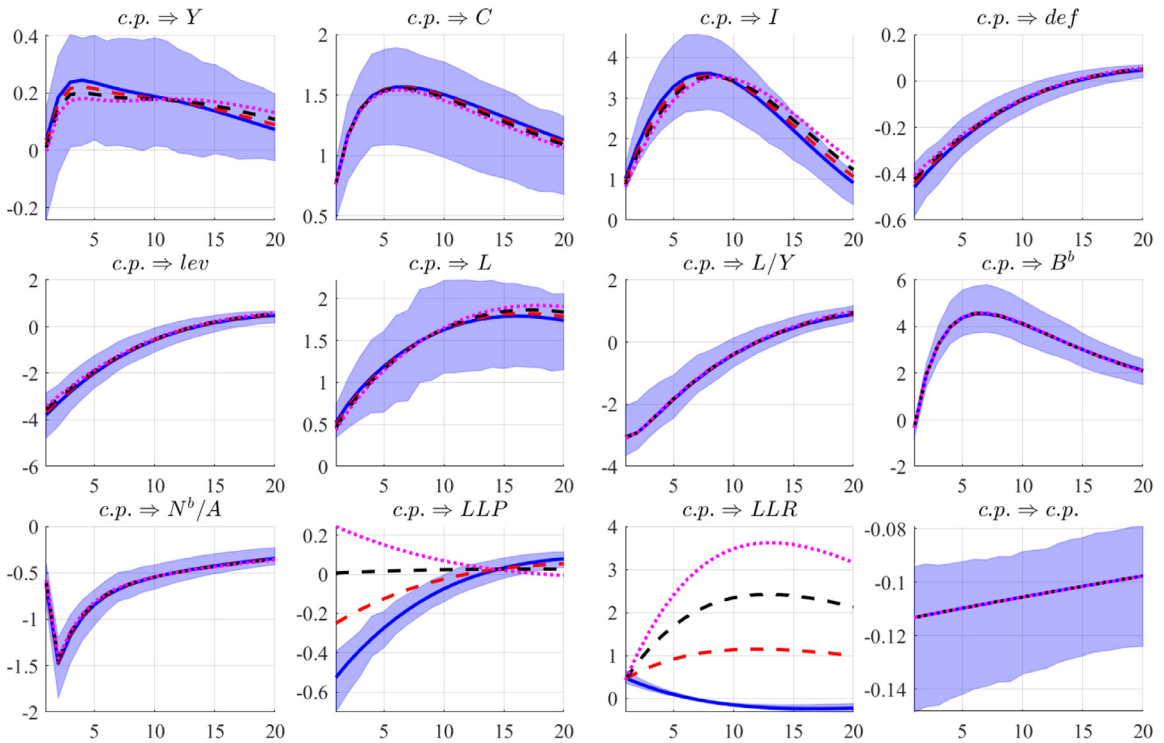 c.p. ⇒ Y
c.p. ⇒ C
c.p. ⇒ I
c.p. ⇒ def
0.4
0.2
0
-0.2
5 10 15 20
2
1.5
1
0.5
5 10 15 20
4
3
2
1
0
5 10 15 20
0.2
0
-0.2
-0.4
-0.6
5 10 15 20
c.p. ⇒ lev
c.p. ⇒ L
c.p. ⇒ L/Y
c.p. ⇒ B^b
2
0
-2
-4
-6
5 10 15 20
2
1.5
1
0.5
0
5 10 15 20
2
0
-2
-4
5 10 15 20
6
4
2
0
-2
5 10 15 20
c.p. ⇒ N^b/A
c.p. ⇒ LLP
c.p. ⇒ LLR
c.p. ⇒ c.p.
0
-0.5
-1
-1.5
-2
5 10 15 20
0.2
0
-0.2
-0.4
-0.6
5 10 15 20
4
3
2
1
0
5 10 15 20
-0.08
-0.1
-0.12
-0.14
5 10 15 20